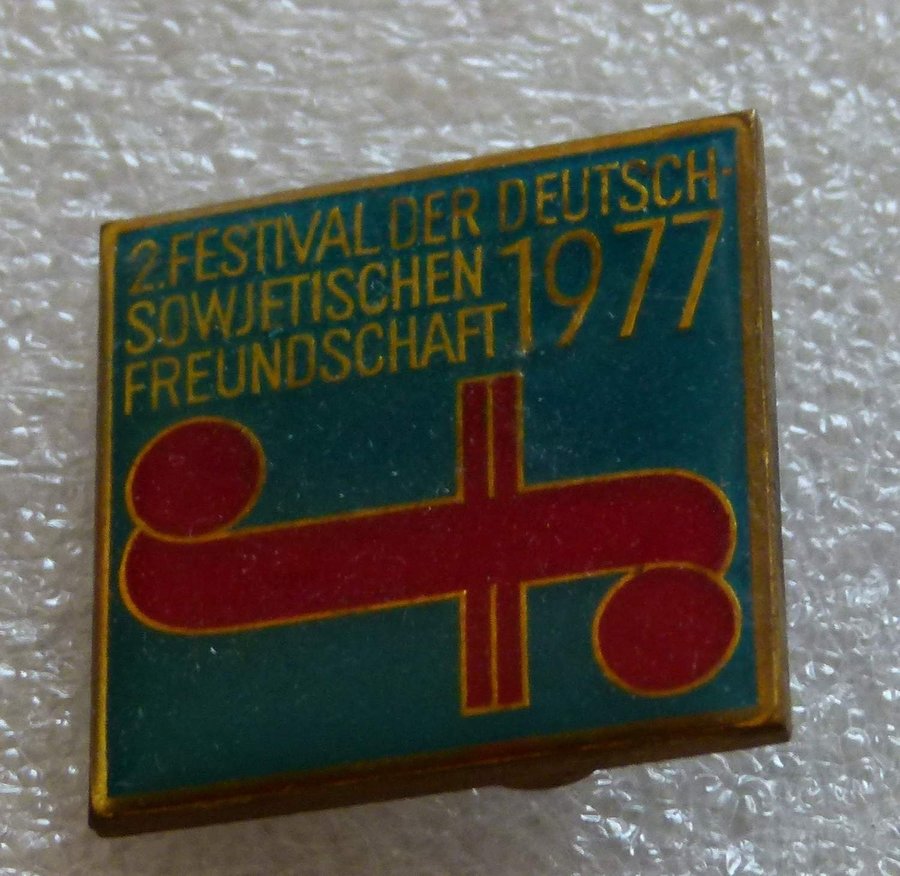 2. FESTIVAL DER DEUTSCH-
SOWJETISCHEN
FREUNDSCHAFT 1977